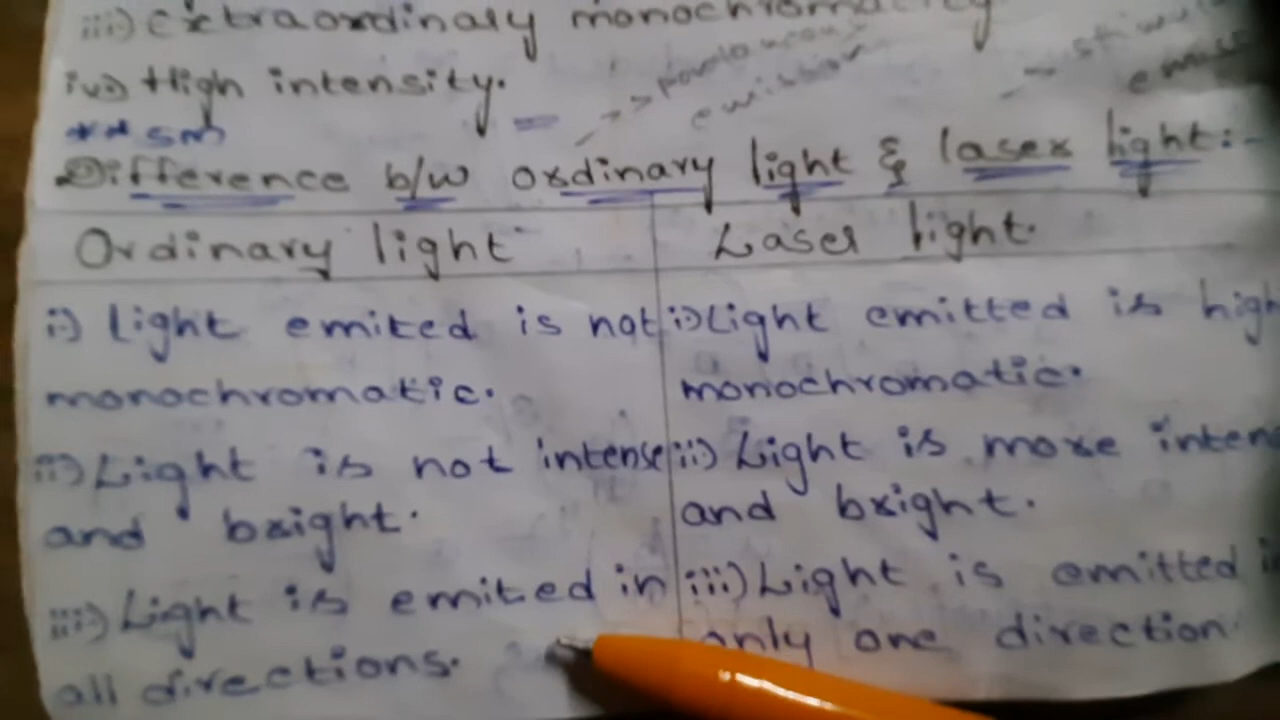 iii) extraordinary monochromacity
iv) High intensity.
** 5m
Difference b/w ordinary light & laser light:-
Ordinary light
Laser light.
i) Light emited is not
monochromatic.
ii) Light is not intense
and bright.
iii) Light is emited in
all directions.
i) Light emitted is high
monochromatic.
ii) Light is more inten
and bright.
iii) Light is emitted
only one direction.